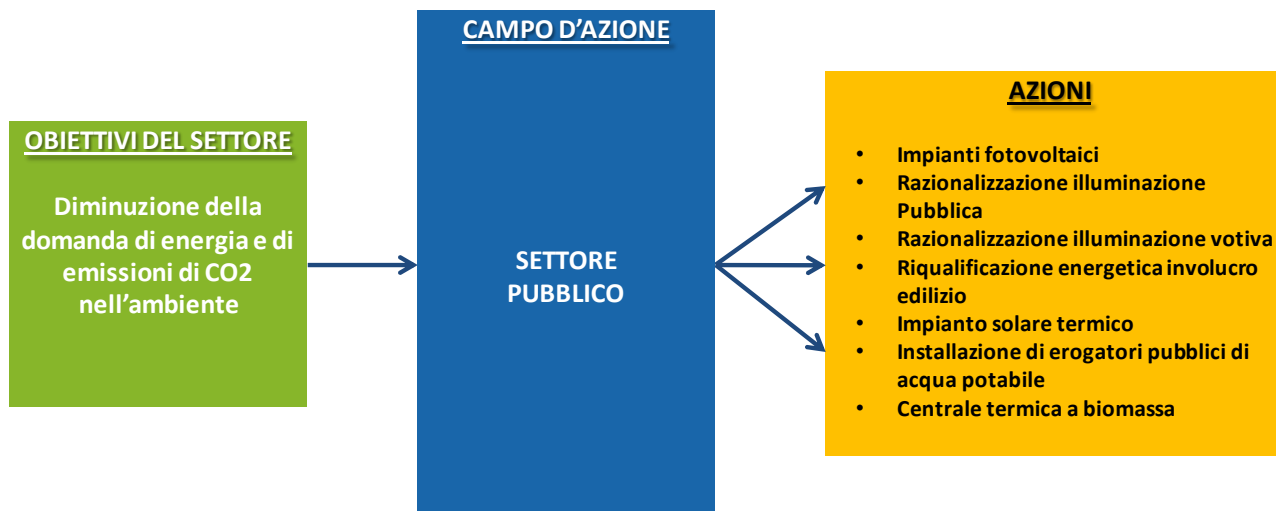 OBIETTIVI DEL SETTORE
Diminuzione della
domanda di energia e di
emissioni di CO2
nell'ambiente
CAMPO D'AZIONE
SETTORE
PUBBLICO
AZIONI
• Impianti fotovoltaici
• Razionalizzazione illuminazione
Pubblica
• Razionalizzazione illuminazione votiva
• Riqualificazione energetica involucro
edilizio
• Impianto solare termico
• Installazione di erogatori pubblici di
acqua potabile
• Centrale termica a biomassa